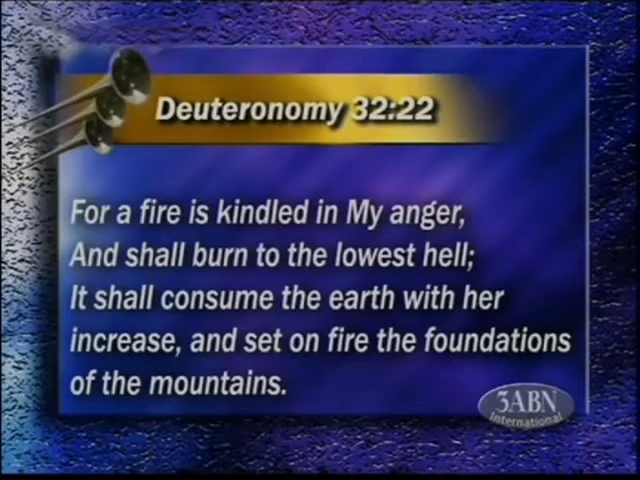 Deuteronomy 32:22
For a fire is kindled in My anger,
And shall burn to the lowest hell;
It shall consume the earth with her
increase, and set on fire the foundations
of the mountains.
3ABN
International